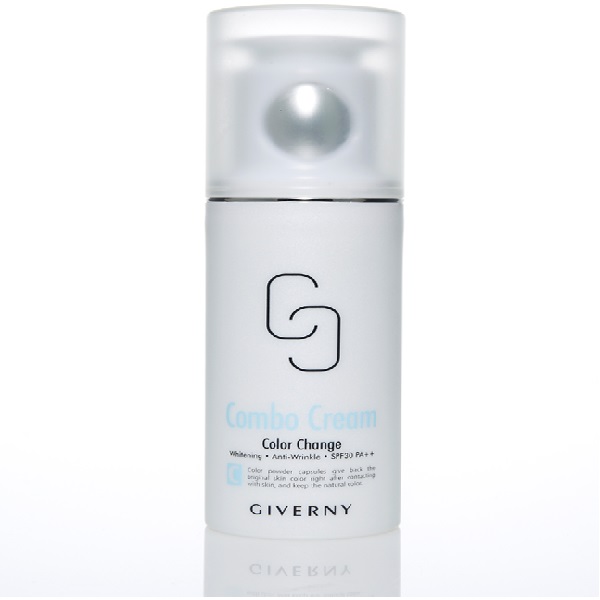 Combo Cream
Color Change
Whitening • Anti-Wrinkle • SPF30 PA++
C
Color powder capsules give back the
original skin color right after contacting
with skin, and keep the natural color.
GIVERNY
GIVERNY